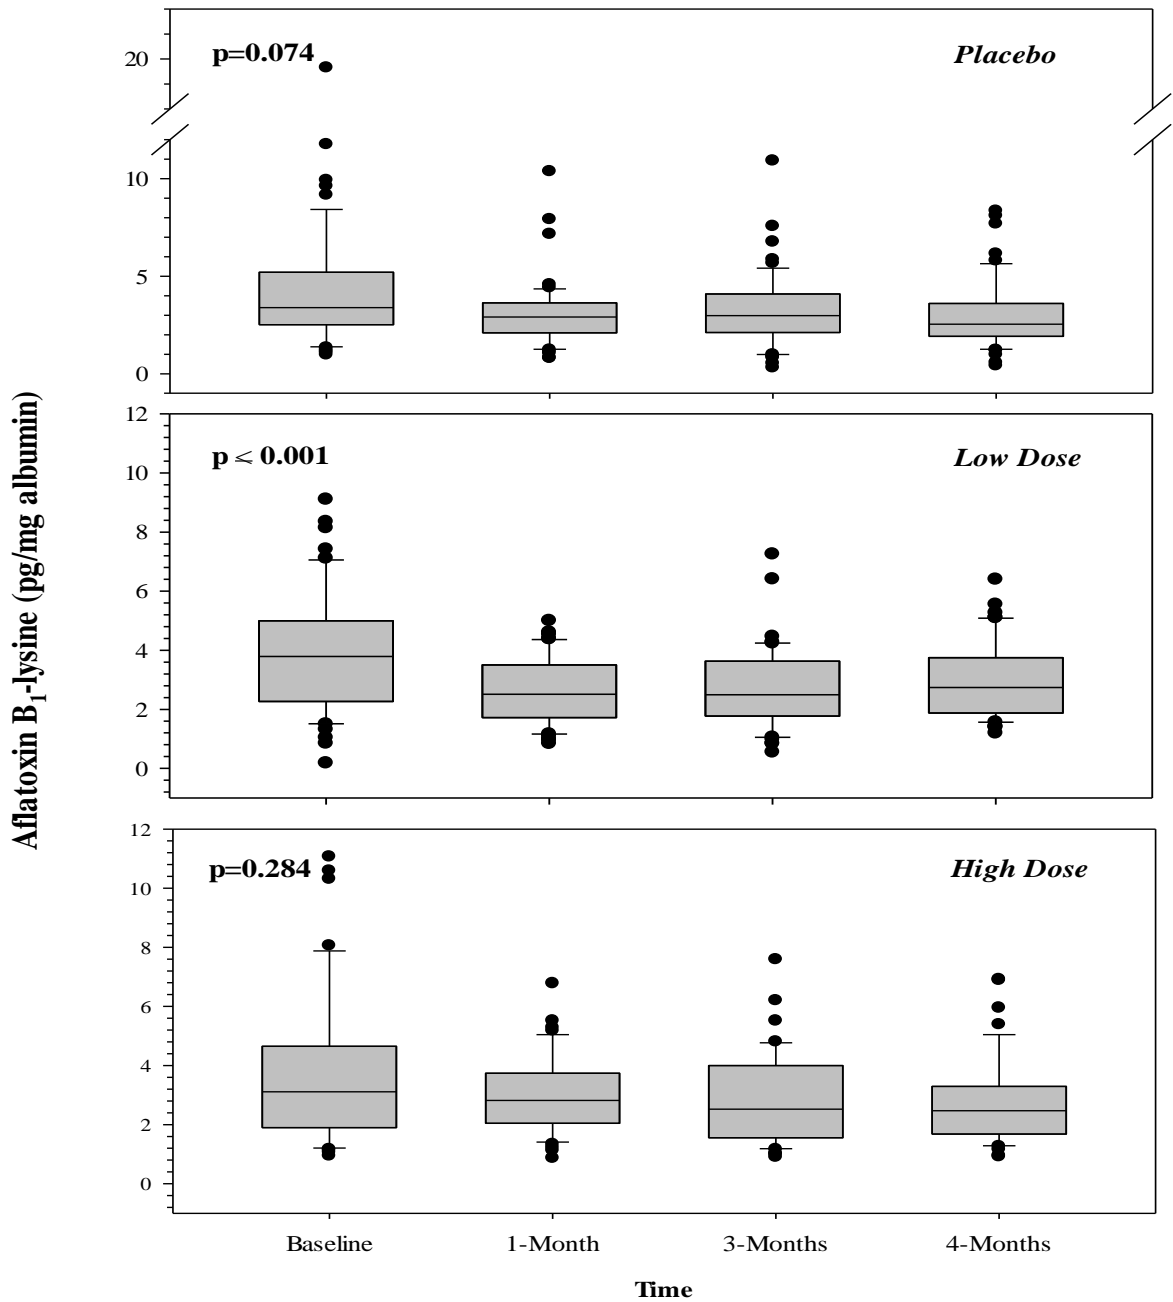 Aflatoxin B₁-lysine (pg/mg albumin)
p=0.074
Placebo
20
10
5
0
p ≤ 0.001
Low Dose
12
10
8
6
4
2
0
p=0.284
High Dose
12
10
8
6
4
2
0
Baseline
1-Month
3-Months
4-Months
Time